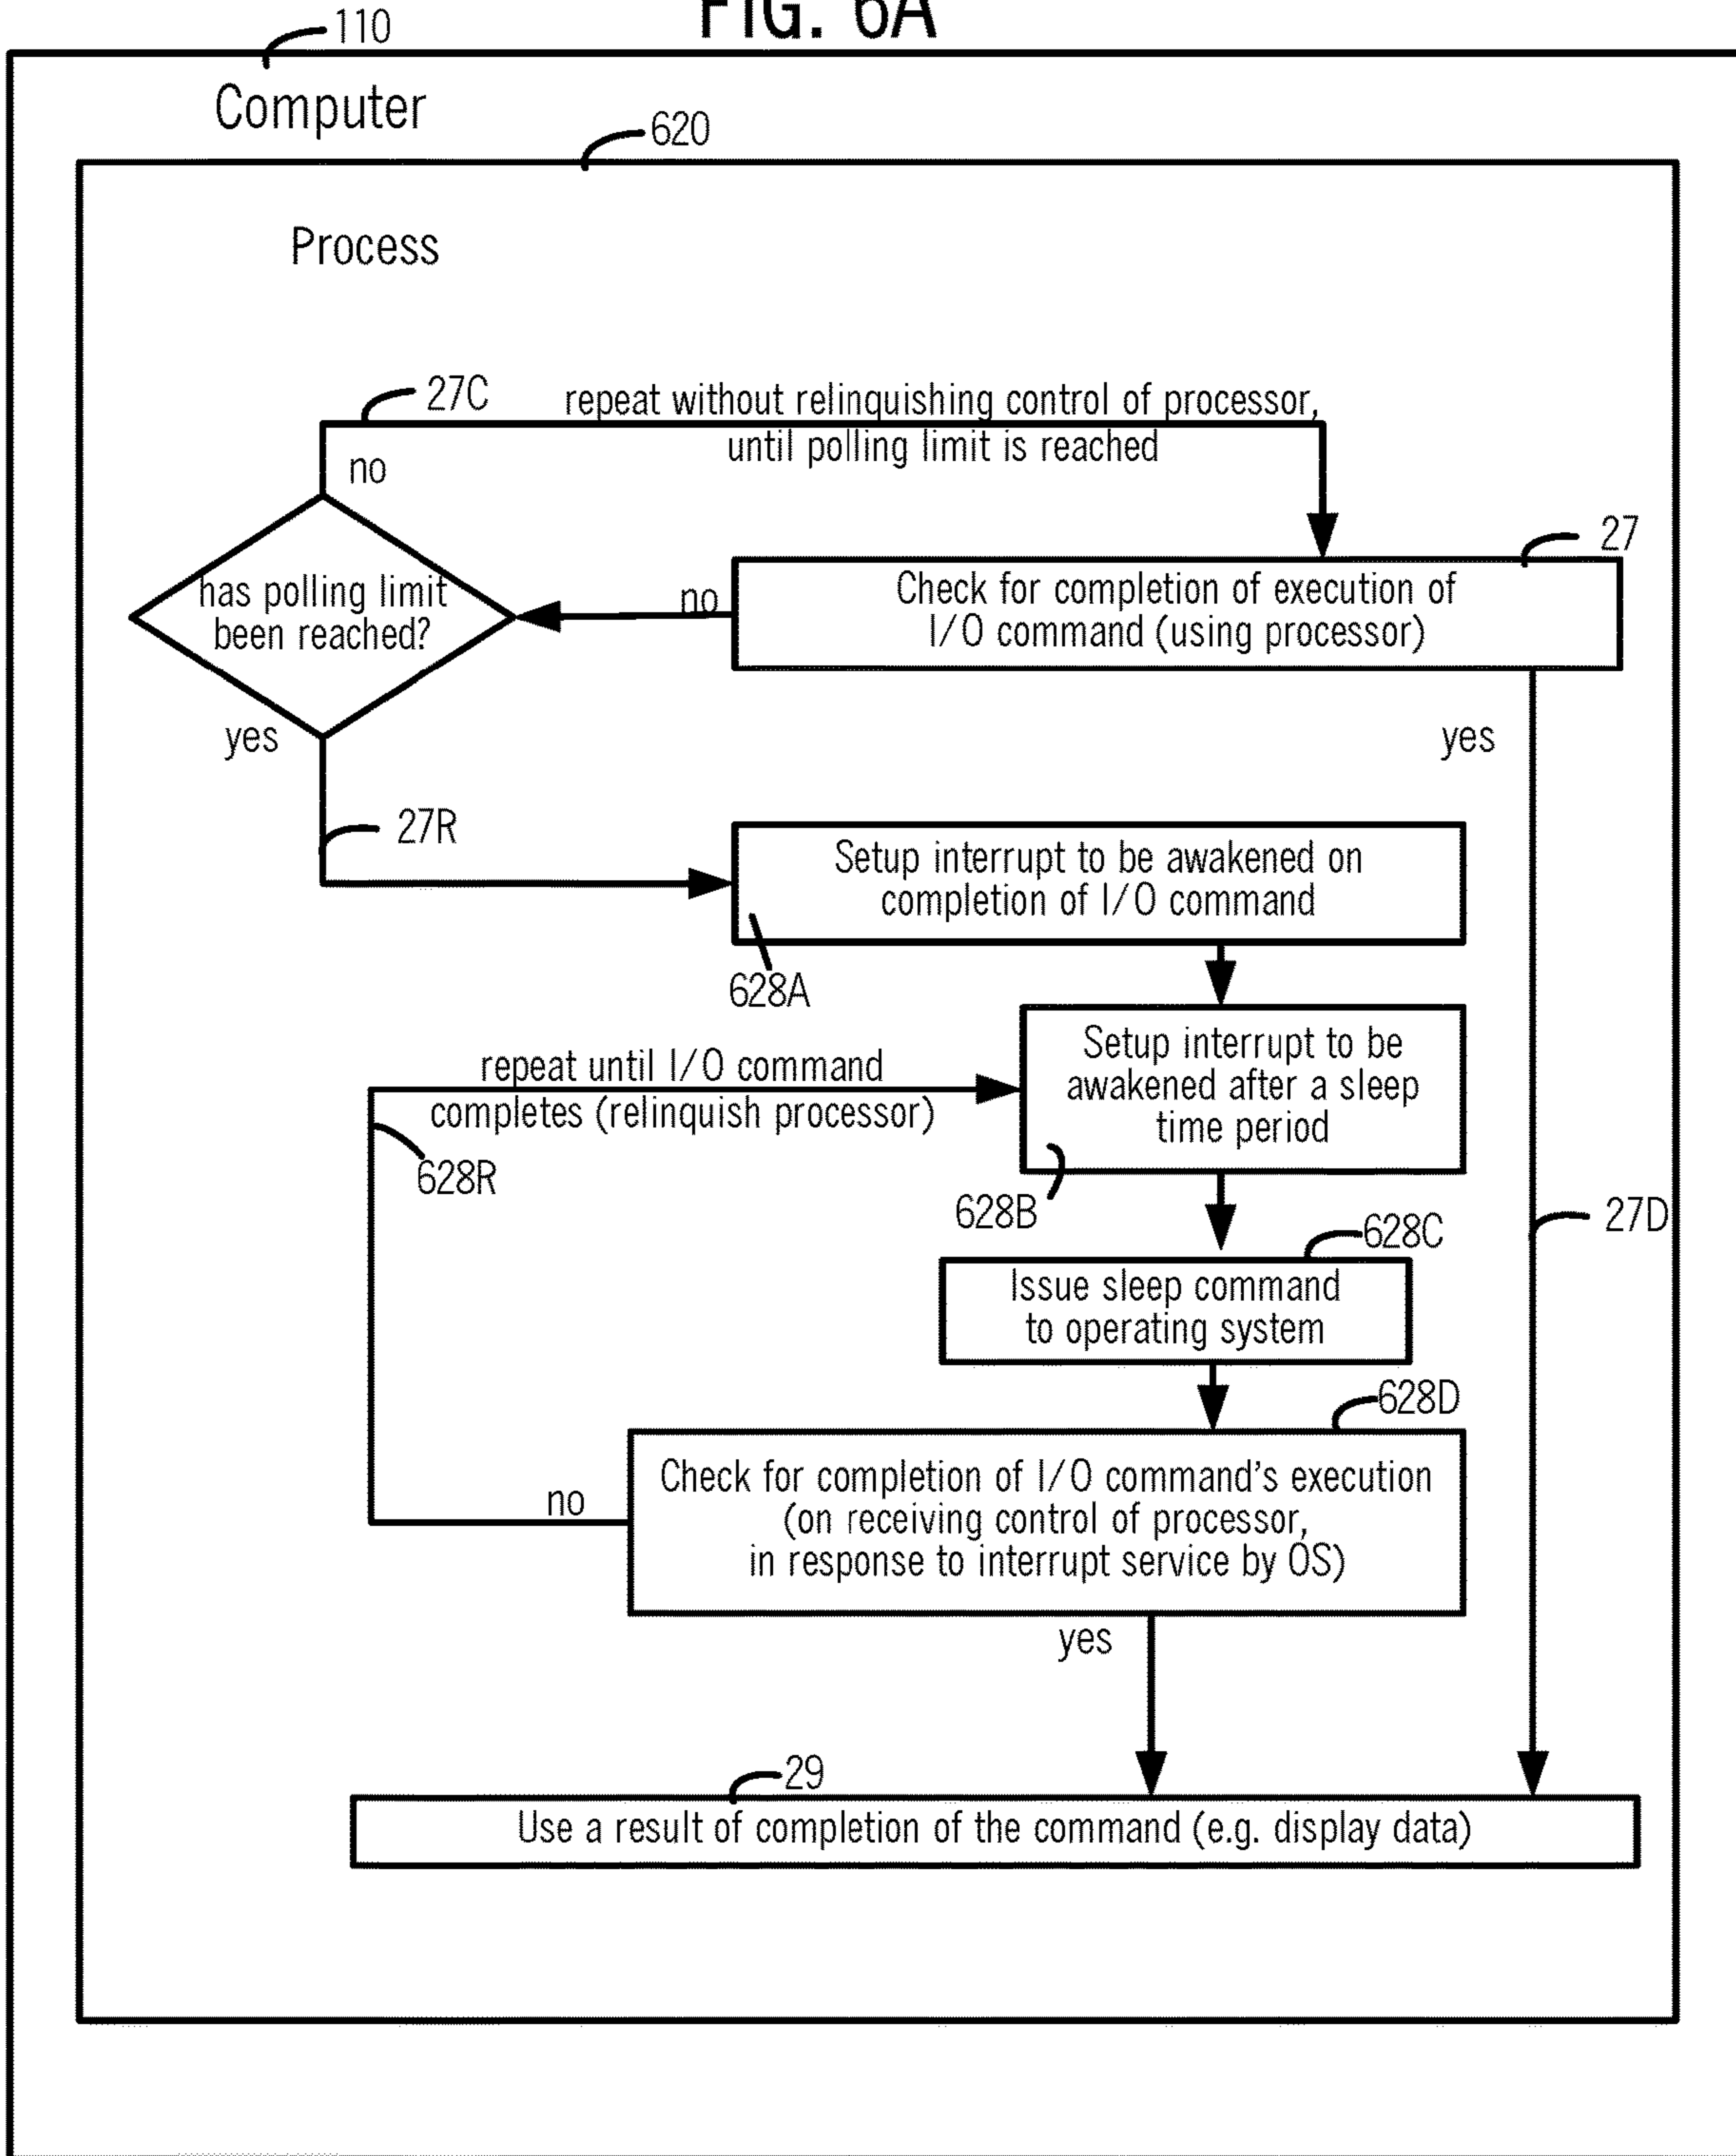 FIG. 6A
110
Computer
620
Process
27C
repeat without relinquishing control of processor,
until polling limit is reached
no
27
has polling limit
been reached?
no
Check for completion of execution of
I/O command (using processor)
yes
yes
27R
Setup interrupt to be awakened on
completion of I/O command
628A
repeat until I/O command
completes (relinquish processor)
628R
Setup interrupt to be
awakened after a sleep
time period
628B
27D
628C
Issue sleep command
to operating system
628D
no
Check for completion of I/O command's execution
(on receiving control of processor,
in response to interrupt service by OS)
yes
29
Use a result of completion of the command (e.g. display data)